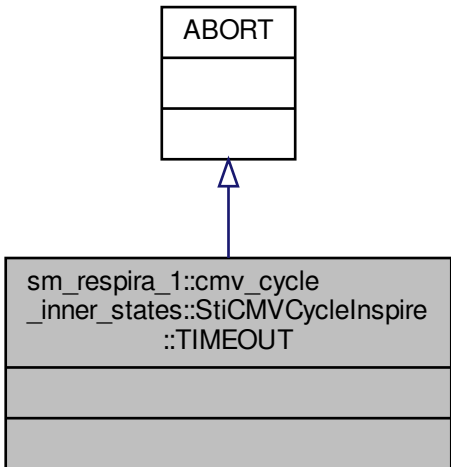 ABORT
sm_respira_1::cmv_cycle
_inner_states::StiCMVCycleInspire
::TIMEOUT